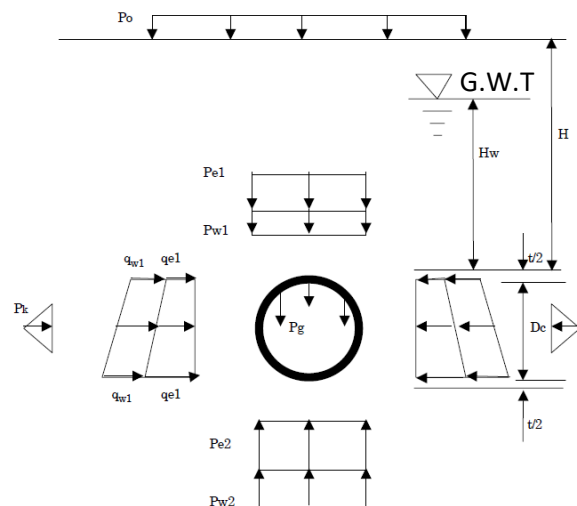 Po
G.W.T
H
Hw
Pe1
Pw1
t/2
qw1 qe1
Pk
Pg
Dc
qw1 qe1
t/2
Pe2
Pw2